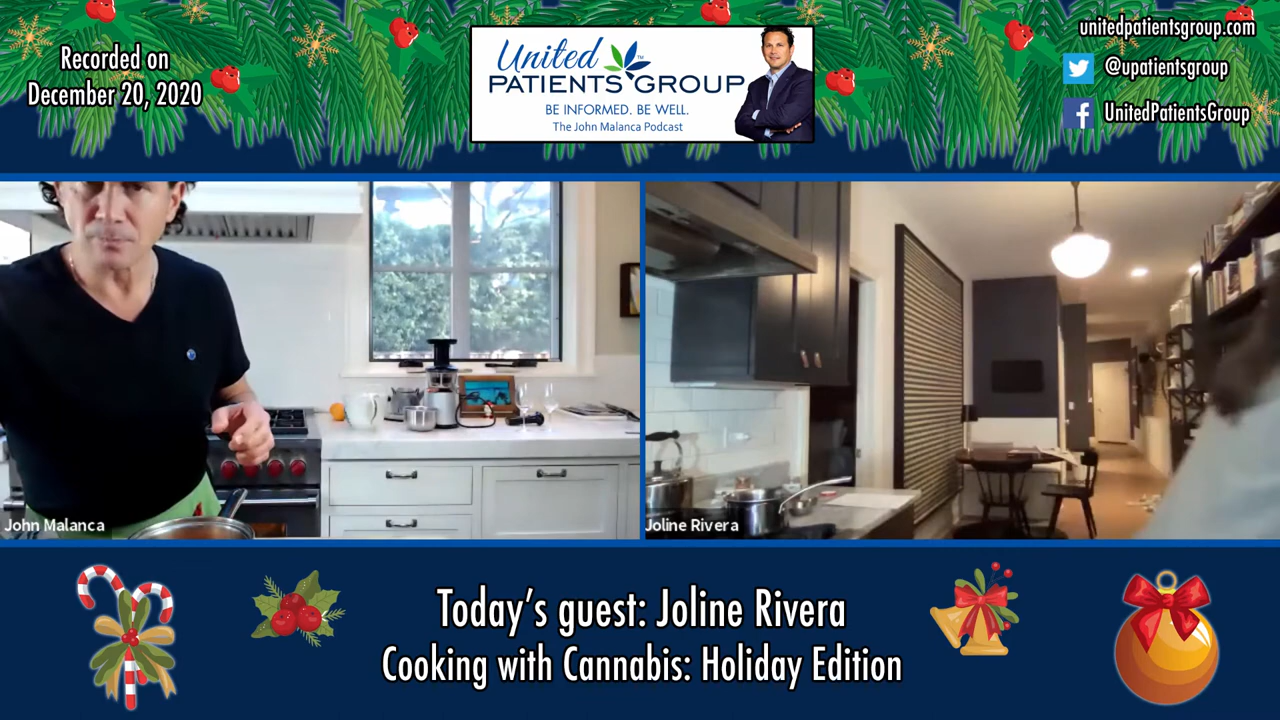 Recorded on
December 20, 2020
United
PATIENTS GROUP
BE INFORMED. BE WELL.
The John Malanca Podcast
unitedpatientsgroup.com
@upatientsgroup
UnitedPatientsGroup
John Malanca
Joline Rivera
Today's guest: Joline Rivera
Cooking with Cannabis: Holiday Edition